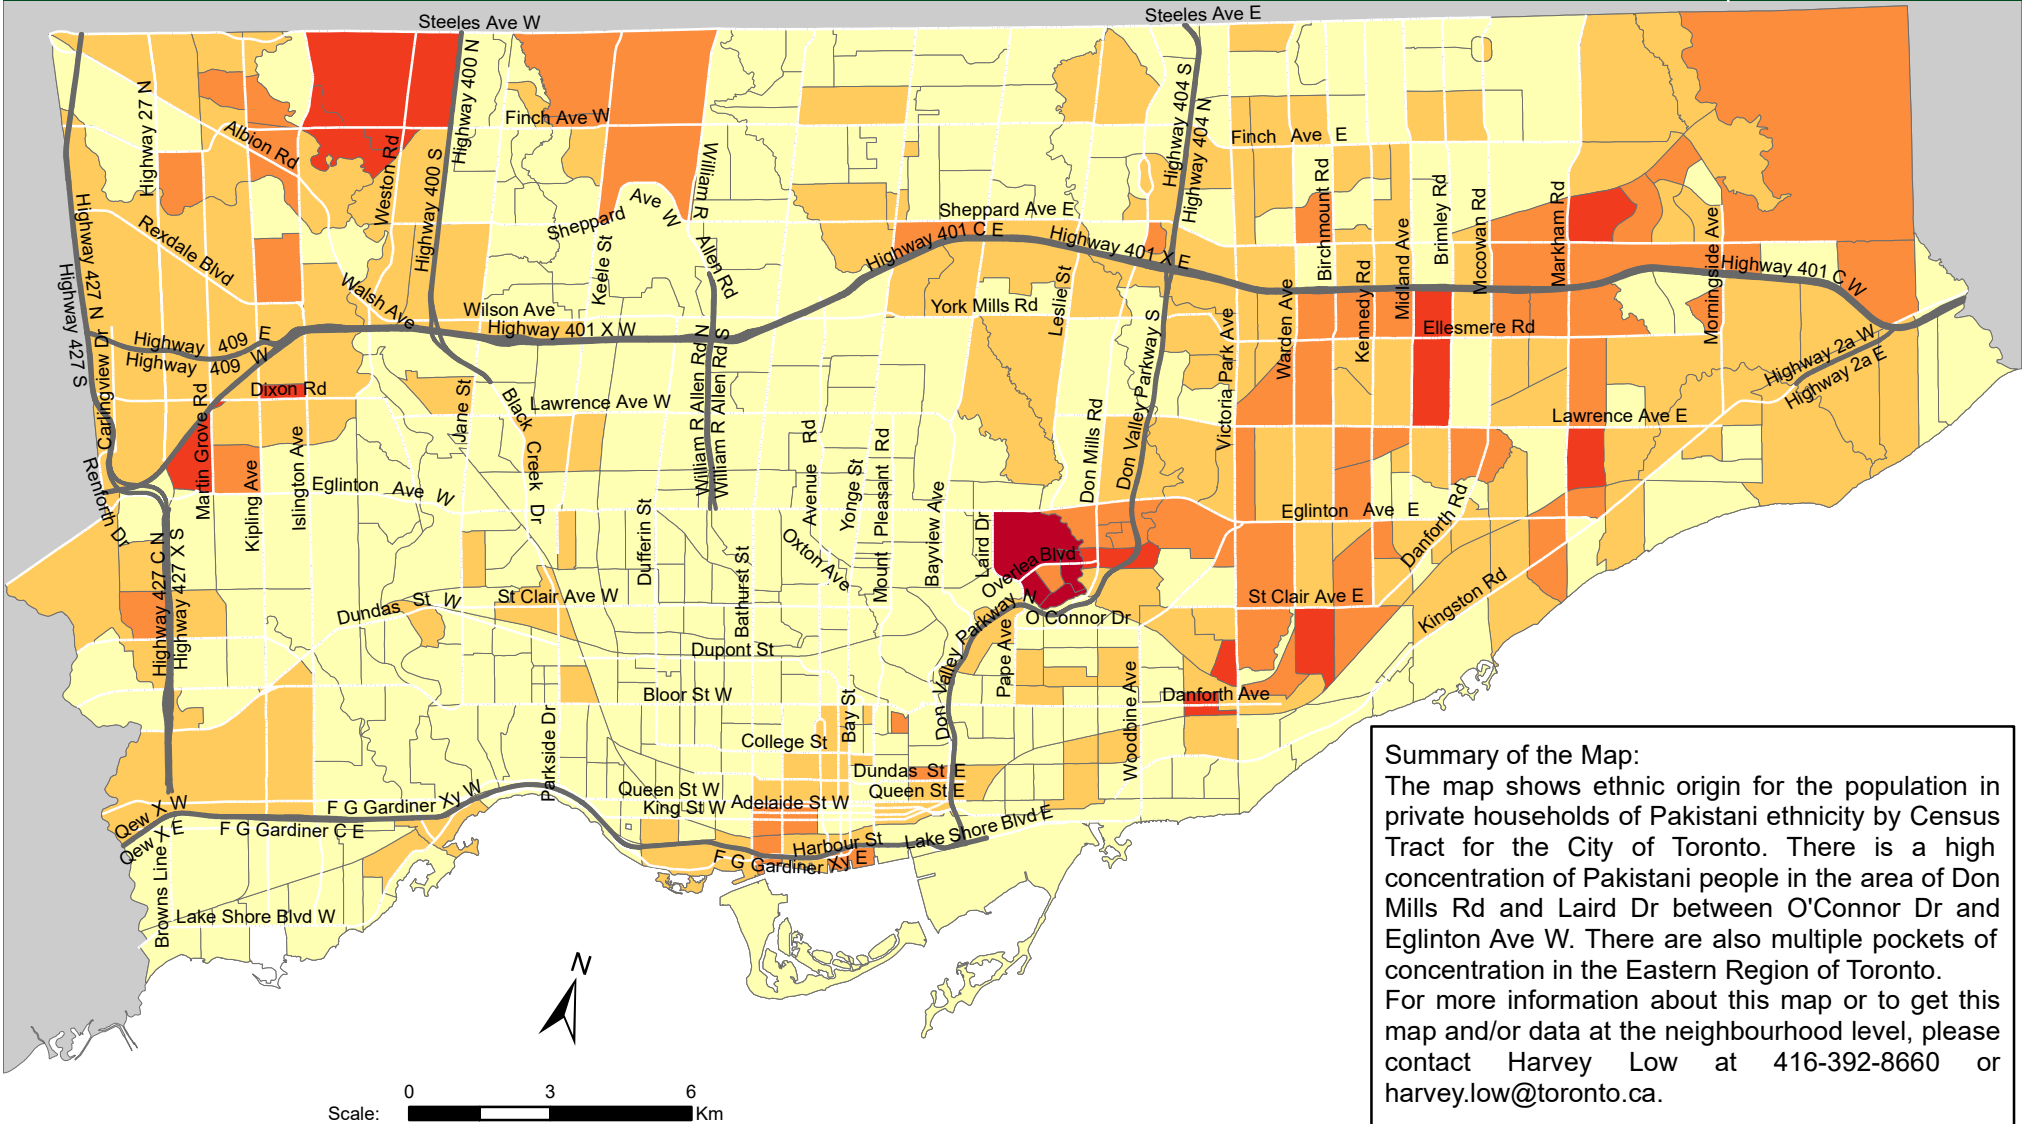 Steeles Ave W
Steeles Ave E
Highway 27 N
Albion Rd
Weston Rd
Highway 400 N
Highway 400 S
Finch Ave W
Highway 404 S
Highway 404 N
Finch Ave E
Highway 427 N
Highway 427 S
Rexdale Blvd
Sheppard Ave W
Keele St
William R Allen Rd
Sheppard Ave E
Highway 401 C E
Highway 401 X E
Birchmount Rd
Midland Ave
Brimley Rd
Mccowan Rd
Markham Rd
Morningside Ave
Highway 401 C W
Walsh Ave
Wilson Ave
Highway 401 X W
York Mills Rd
Leslie St
Warden Ave
Kennedy Rd
Ellesmere Rd
Highway 409 E
Highway 409 W
Carlingview Dr
Dixon Rd
Martin Grove Rd
Jane St
Black Creek Dr
Lawrence Ave W
William R Allen Rd N
William R Allen Rd S
Don Valley Parkway S
Victoria Park Ave
Highway 2a W
Highway 2a E
Lawrence Ave E
Renforth Dr
Kipling Ave
Islington Ave
Eglinton Ave W
Avenue Rd
Yonge St
Mount Pleasant Rd
Bayview Ave
Don Mills Rd
Laird Dr
Eglinton Ave E
Danforth Rd
Highway 427 C N
Highway 427 X S
Dufferin St
Bathurst St
Oxton Ave
Overlea Blvd
Dundas St W
St Clair Ave W
O Connor Dr
St Clair Ave E
Kingston Rd
Dupont St
Don Valley Parkway N
Pape Ave
Woodbine Ave
Bloor St W
Danforth Ave
Parkside Dr
Bay St
College St
Dundas St E
Queen St W
Queen St E
King St W
Adelaide St W
Qew X W
Qew X E
F G Gardiner Xy W
F G Gardiner C E
Harbour St
Lake Shore Blvd E
F G Gardiner Xy E
Browns Line
Lake Shore Blvd W
Summary of the Map:
The map shows ethnic origin for the population in
private households of Pakistani ethnicity by Census
Tract for the City of Toronto. There is a high
concentration of Pakistani people in the area of Don
Mills Rd and Laird Dr between O'Connor Dr and
Eglinton Ave W. There are also multiple pockets of
concentration in the Eastern Region of Toronto.
For more information about this map or to get this
map and/or data at the neighbourhood level, please
contact Harvey Low at 416-392-8660 or
harvey.low@toronto.ca.
N
0 3 6
Scale: Km